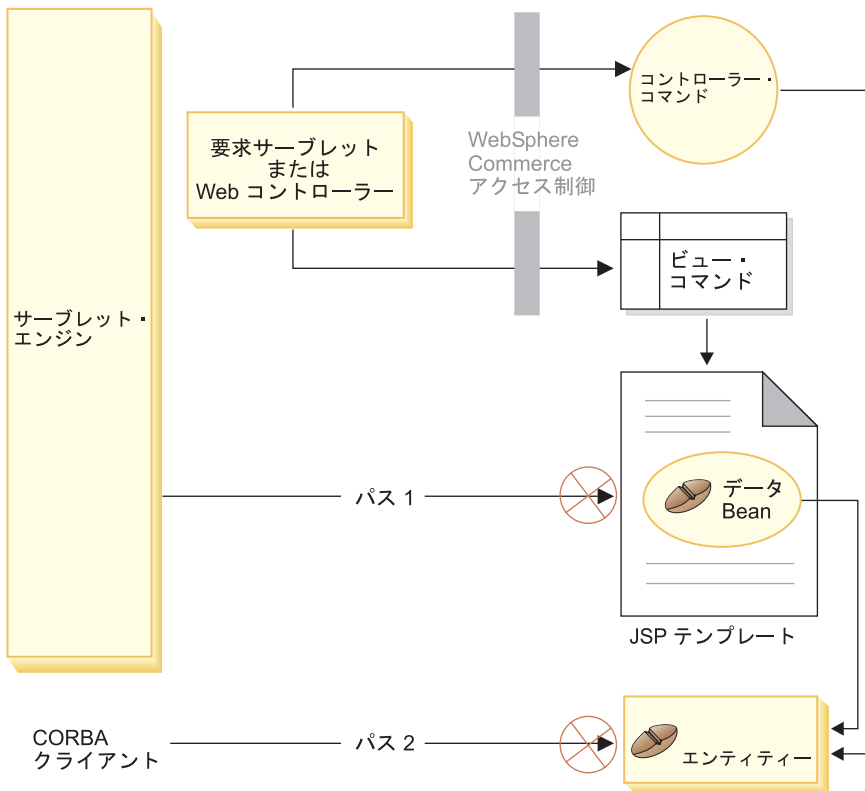 コントローラー・
コマンド
要求サーブレット
または
Web コントローラー
WebSphere
Commerce
アクセス制御
ビュー・
コマンド
サーブレット・
エンジン
パス 1
データ
Bean
JSP テンプレート
CORBA
クライアント
パス 2
エンティティー